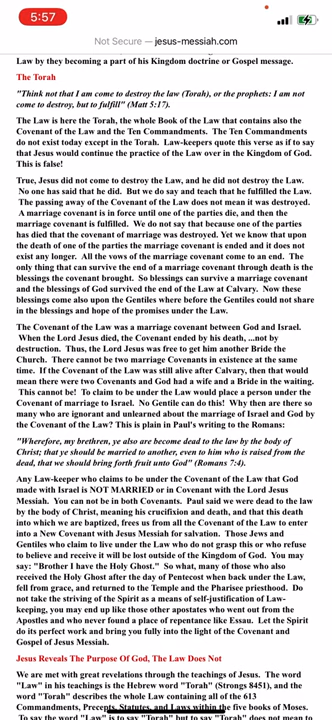 5:57
Not Secure — jesus-messiah.com
Law by they becoming a part of his Kingdom doctrine or Gospel message.
The Torah
"Think not that I am come to destroy the law (Torah), or the prophets: I am not
come to destroy, but to fulfill" (Matt 5:17).
The Law is here the Torah, the whole Book of the Law that contains also the
Covenant of the Law and the Ten Commandments. The Ten Commandments
do not exist today except in the Torah. Law-keepers quote this verse as if to say
that Jesus would continue the practice of the Law over in the Kingdom of God.
This is false!
True, Jesus did not come to destroy the Law, and he did not destroy the Law.
No one has said that he did. But we do say and teach that he fulfilled the Law.
The passing away of the Covenant of the Law does not mean it was destroyed.
A marriage covenant is in force until one of the parties die, and then the
marriage covenant is fulfilled. We do not say that because one of the parties
has died that the covenant of marriage was destroyed. Yet we know that upon
the death of one of the parties the marriage covenant is ended and it does not
exist any longer. All the vows of the marriage covenant come to an end. The
only thing that can survive the end of a marriage covenant through death is the
blessings the covenant brought. So blessings can survive a marriage covenant
and the blessings of God survived the end of the Law at Calvary. Now these
blessings come also upon the Gentiles where before the Gentiles could not share
in the blessings and hope of the promises under the Law.
The Covenant of the Law was a marriage covenant between God and Israel.
When the Lord Jesus died, the Covenant ended by his death, ...not by
destruction. Thus, the Lord Jesus was free to get him another Bride the
Church. There cannot be two marriage Covenants in existence at the same
time. If the Covenant of the Law was still alive after Calvary, then that would
mean there were two Covenants and God had a wife and a Bride in the waiting.
This cannot be! To claim to be under the Law would place a person under the
Covenant of marriage to Israel. No Gentile can do this! Why then are there so
many who are ignorant and unlearned about the marriage of Israel and God by
the Covenant of the Law? This is plain in Paul's writing to the Romans:
"Wherefore, my brethren, ye also are become dead to the law by the body of
Christ; that ye should be married to another, even to him who is raised from the
dead, that we should bring forth fruit unto God" (Romans 7:4).
Any Law-keeper who claims to be under the Covenant of the Law that God
made with Israel is NOT MARRIED or in Covenant with the Lord Jesus
Messiah. You can not be in both Covenants. Paul said we were dead to the law
by the body of Christ, meaning his crucifixion and death, and that this death
into which we are baptized, frees us from all the Covenant of the Law to enter
into a New Covenant with Jesus Messiah for salvation. Those Jews and
Gentiles who claim to live under the Law who do not grasp this or who refuse
to believe and receive it will be lost outside of the Kingdom of God. You may
say: "Brother I have the Holy Ghost." So what, many of those who also
received the Holy Ghost after the day of Pentecost when back under the Law,
fell from grace, and returned to the Temple and the Pharisee priesthood. Do
not take the striving of the Spirit as a means of self-justification of Law-
keeping, you may end up like those other apostates who went out from the
Apostles and who never found a place of repentance like Essau. Let the Spirit
do its perfect work and bring you fully into the light of the Covenant and
Gospel of Jesus Messiah.
Jesus Reveals The Purpose Of God, The Law Does Not
We are met with great revelations through the teachings of Jesus. The word
"Law" in his teachings is the Hebrew word "Torah" (Strongs 8451), and the
word "Torah" describes the whole Law containing all of the 613
Commandments, Precepts, Statutes, and Laws within the five books of Moses.
To say the word "Law" is to say "Torah" but to say "Torah" does not mean to